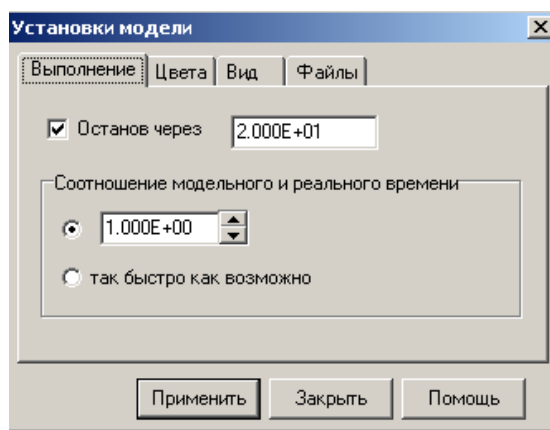 Установки модели
Выполнение Цвета Вид Файлы
Останов через 2.000E+01
Соотношение модельного и реального времени
1.000E+00
так быстро как возможно
Применить Закрыть Помощь